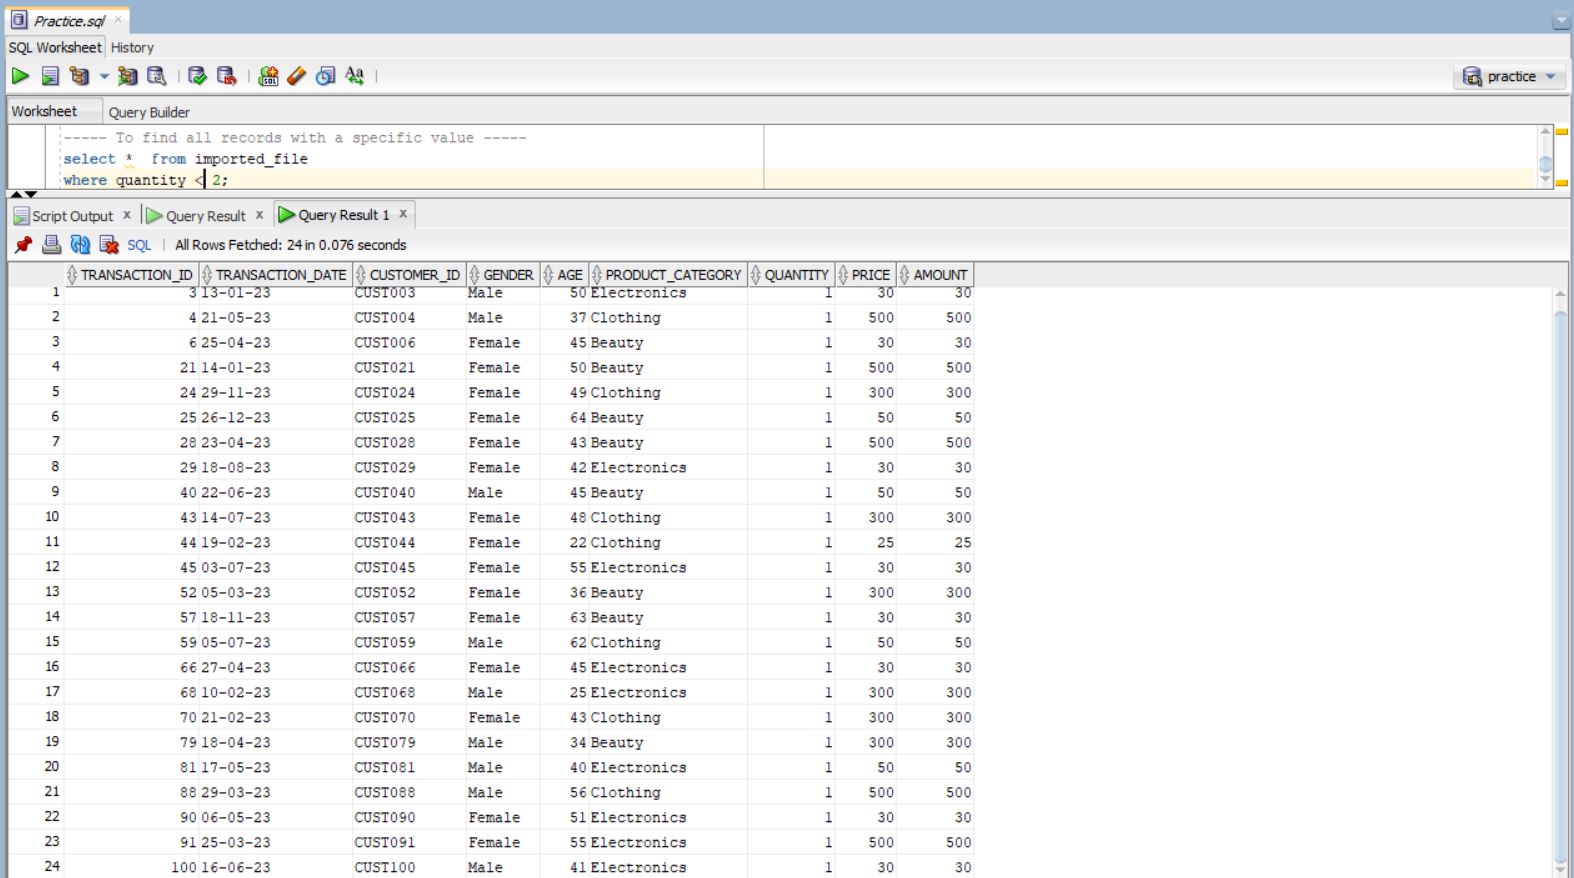 Practice.sql
SQL Worksheet History
practice
Worksheet Query Builder
----- To find all records with a specific value -----
select * from imported_file
where quantity < 2;
Script Output x Query Result x Query Result 1 x
SQL | All Rows Fetched: 24 in 0.076 seconds
TRANSACTION_ID TRANSACTION_DATE CUSTOMER_ID GENDER AGE PRODUCT_CATEGORY QUANTITY PRICE AMOUNT
1 3 13-01-23 CUST003 Male 50 Electronics 1 30 30
2 4 21-05-23 CUST004 Male 37 Clothing 1 500 500
3 6 25-04-23 CUST006 Female 45 Beauty 1 30 30
4 21 14-01-23 CUST021 Female 50 Beauty 1 500 500
5 24 29-11-23 CUST024 Female 49 Clothing 1 300 300
6 25 26-12-23 CUST025 Female 64 Beauty 1 50 50
7 28 23-04-23 CUST028 Female 43 Beauty 1 500 500
8 29 18-08-23 CUST029 Female 42 Electronics 1 30 30
9 40 22-06-23 CUST040 Male 45 Beauty 1 50 50
10 43 14-07-23 CUST043 Female 48 Clothing 1 300 300
11 44 19-02-23 CUST044 Female 22 Clothing 1 25 25
12 45 03-07-23 CUST045 Female 55 Electronics 1 30 30
13 52 05-03-23 CUST052 Female 36 Beauty 1 300 300
14 57 18-11-23 CUST057 Female 63 Beauty 1 30 30
15 59 05-07-23 CUST059 Male 62 Clothing 1 50 50
16 66 27-04-23 CUST066 Female 45 Electronics 1 30 30
17 68 10-02-23 CUST068 Male 25 Electronics 1 300 300
18 70 21-02-23 CUST070 Female 43 Clothing 1 300 300
19 79 18-04-23 CUST079 Male 34 Beauty 1 300 300
20 81 17-05-23 CUST081 Male 40 Electronics 1 50 50
21 88 29-03-23 CUST088 Male 56 Clothing 1 500 500
22 90 06-05-23 CUST090 Female 51 Electronics 1 30 30
23 91 25-03-23 CUST091 Female 55 Electronics 1 500 500
24 100 16-06-23 CUST100 Male 41 Electronics 1 30 30